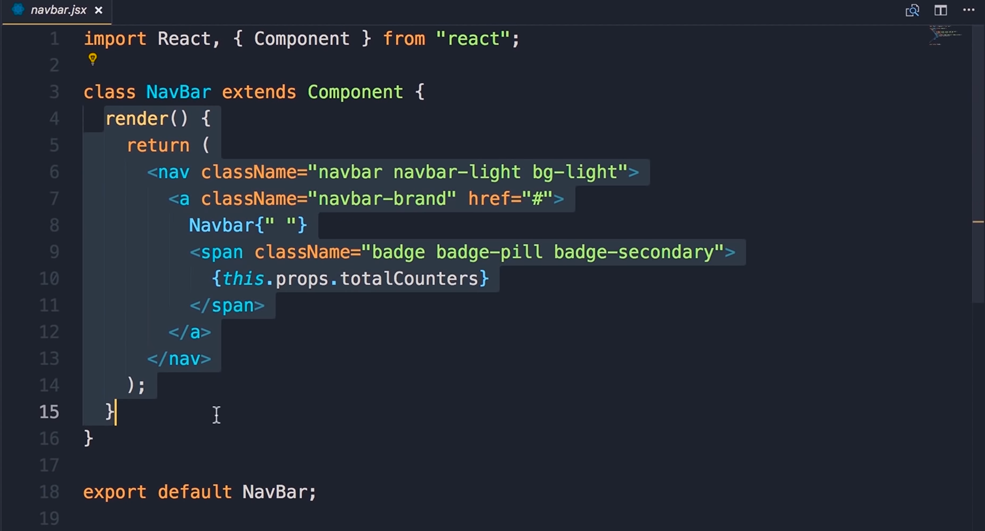 navbar.jsx ×
1 import React, { Component } from "react";
2
3 class NavBar extends Component {
4   render() {
5     return (
6       <nav className="navbar navbar-light bg-light">
7         <a className="navbar-brand" href="#">
8           Navbar{" "}
9           <span className="badge badge-pill badge-secondary">
10             {this.props.totalCounters}
11           </span>
12         </a>
13       </nav>
14     );
15   }
16 }
17
18 export default NavBar;
19